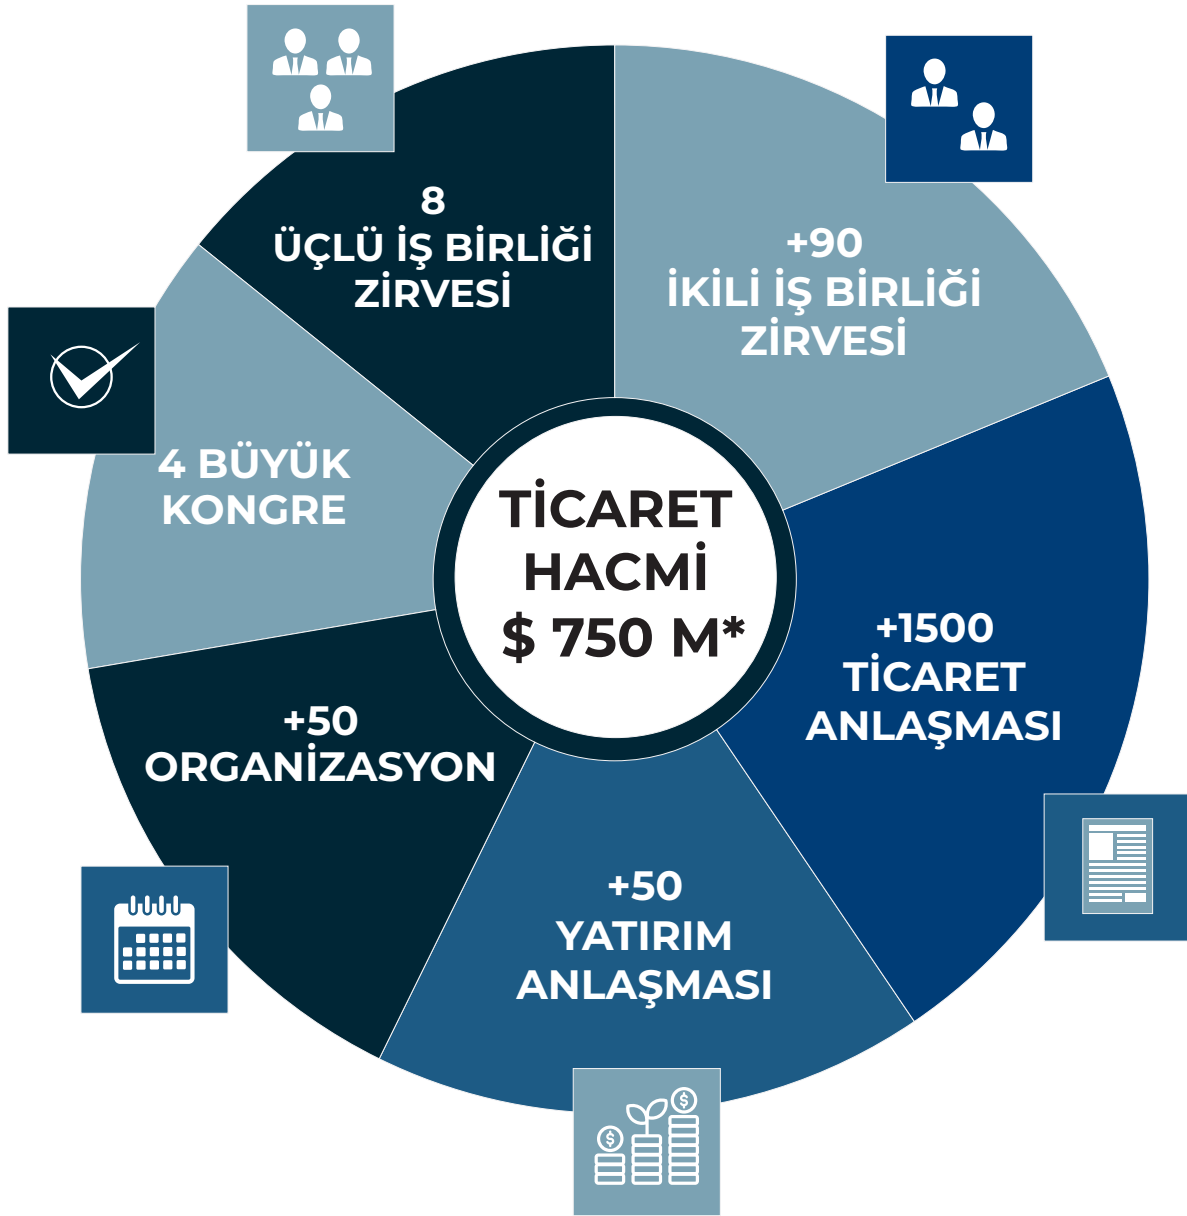 8
ÜÇLÜ İŞ BİRLİĞİ
ZİRVESİ
+90
İKİLİ İŞ BİRLİĞİ
ZİRVESİ
4 BÜYÜK
KONGRE
TİCARET
HACMİ
$ 750 M*
+1500
TİCARET
ANLAŞMASI
+50
ORGANİZASYON
+50
YATIRIM
ANLAŞMASI